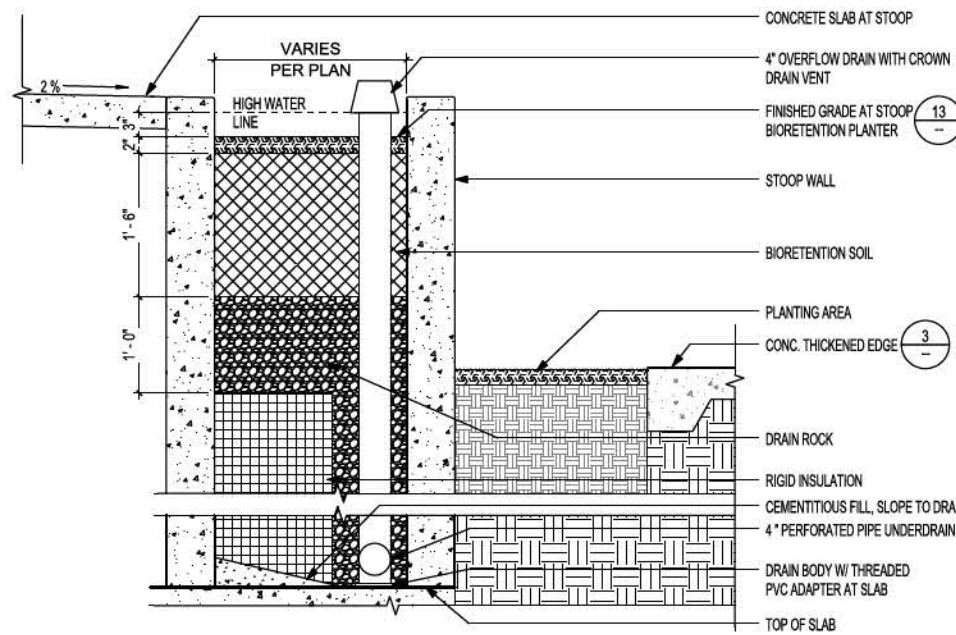 CONCRETE SLAB AT STOOP
VARIES
PER PLAN
4" OVERFLOW DRAIN WITH CROWN
DRAIN VENT
2 %
HIGH WATER
LINE
FINISHED GRADE AT STOOP
BIORETENTION PLANTER
13
--
3"
2"
STOOP WALL
1' - 6"
BIORETENTION SOIL
1' - 0"
PLANTING AREA
CONC. THICKENED EDGE
3
--
DRAIN ROCK
RIGID INSULATION
CEMENTITIOUS FILL, SLOPE TO DRA
4 " PERFORATED PIPE UNDERDRAIN
DRAIN BODY W/ THREADED
PVC ADAPTER AT SLAB
TOP OF SLAB